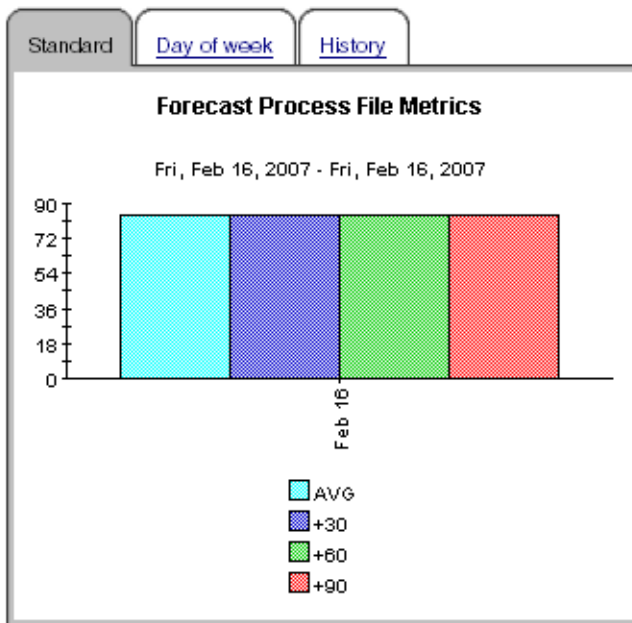 Standard Day of week History
Forecast Process File Metrics
Fri, Feb 16, 2007 - Fri, Feb 16, 2007
90
72
54
36
18
0
Feb 16
AVG
+30
+60
+90